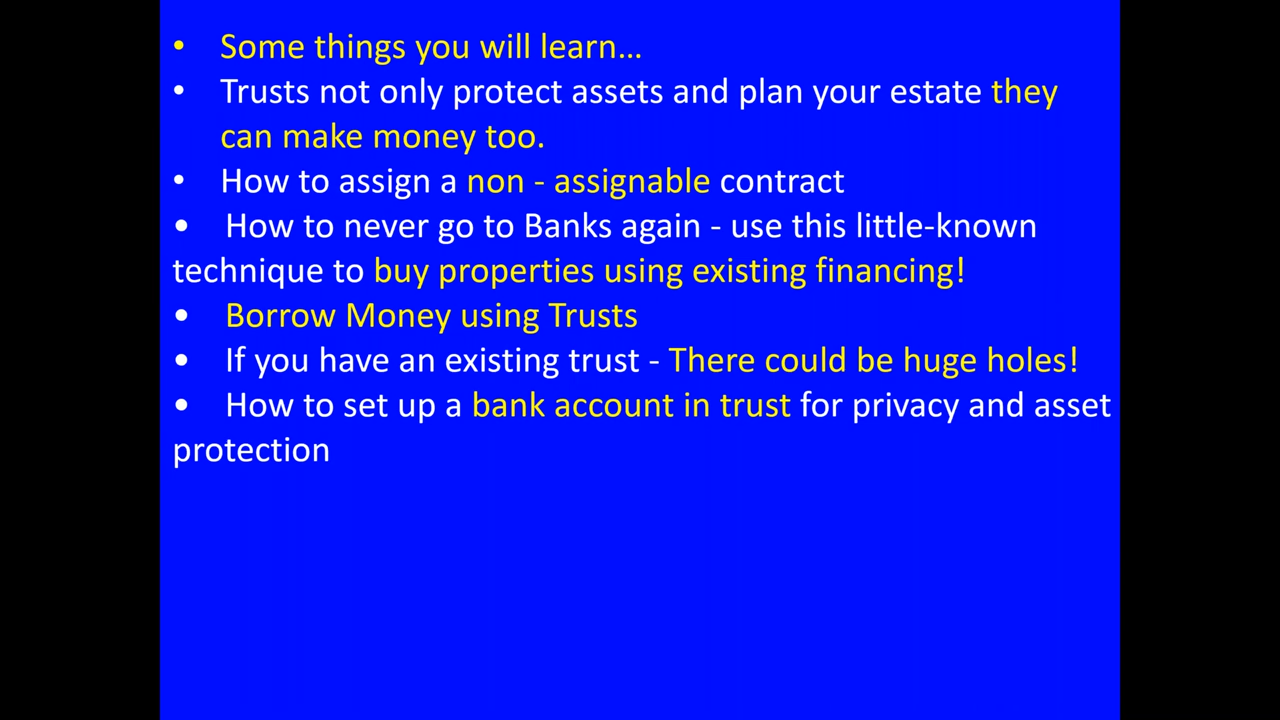 • Some things you will learn...
• Trusts not only protect assets and plan your estate they
can make money too.
• How to assign a non - assignable contract
• How to never go to Banks again - use this little-known
technique to buy properties using existing financing!
• Borrow Money using Trusts
• If you have an existing trust - There could be huge holes!
• How to set up a bank account in trust for privacy and asset
protection